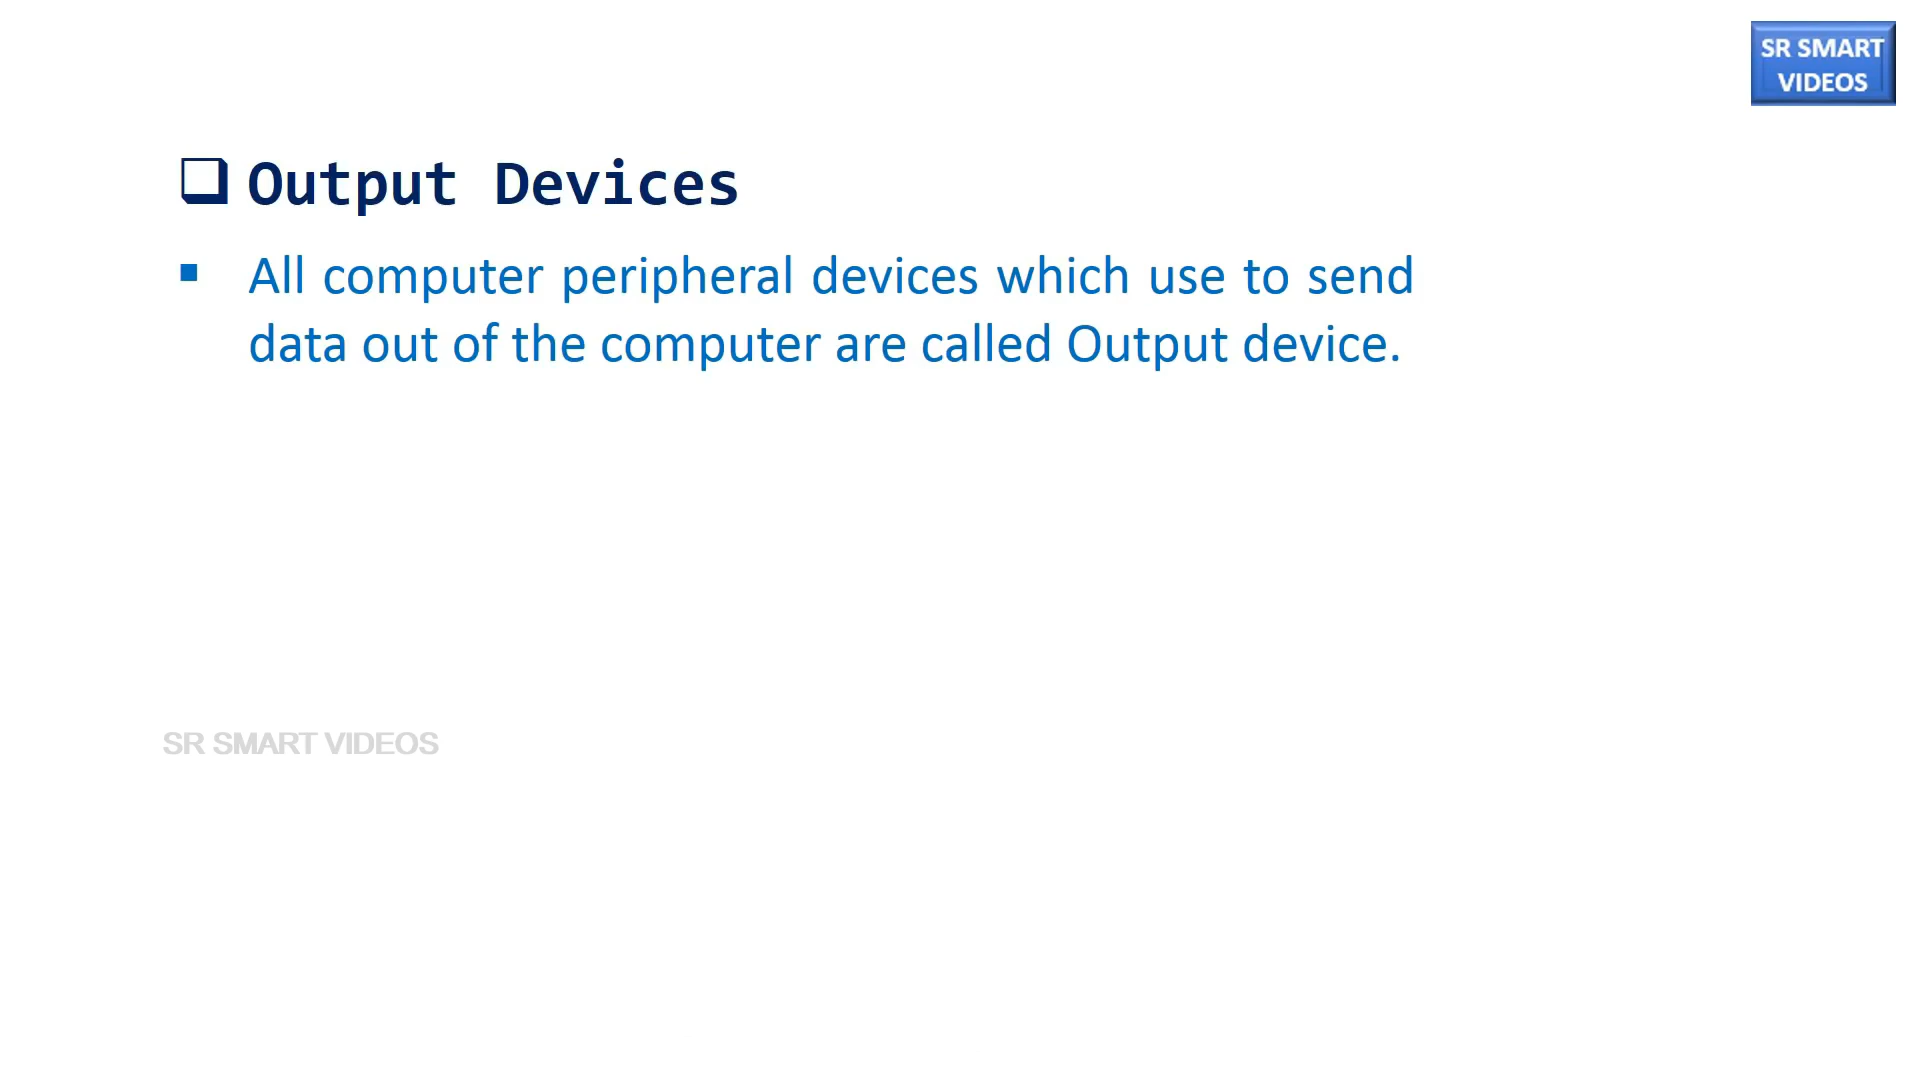 SR SMART
VIDEOS
Output Devices
All computer peripheral devices which use to send
data out of the computer are called Output device.
SR SMART VIDEOS